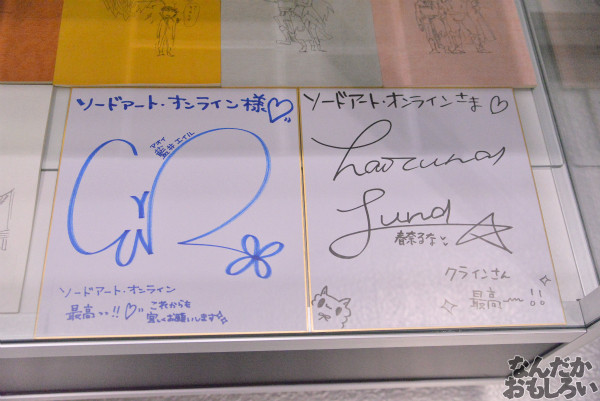 ソードアート・オンライン様♡
アオイ
藍井エイル
ソードアート・オンライン
最高ッッ!!♡
これからも
宜しくお願いします
ソードアート・オンラインさま♡
haruna
Luna
春奈るな
クラインさん
最高〜!!
なんだか
おもしろい